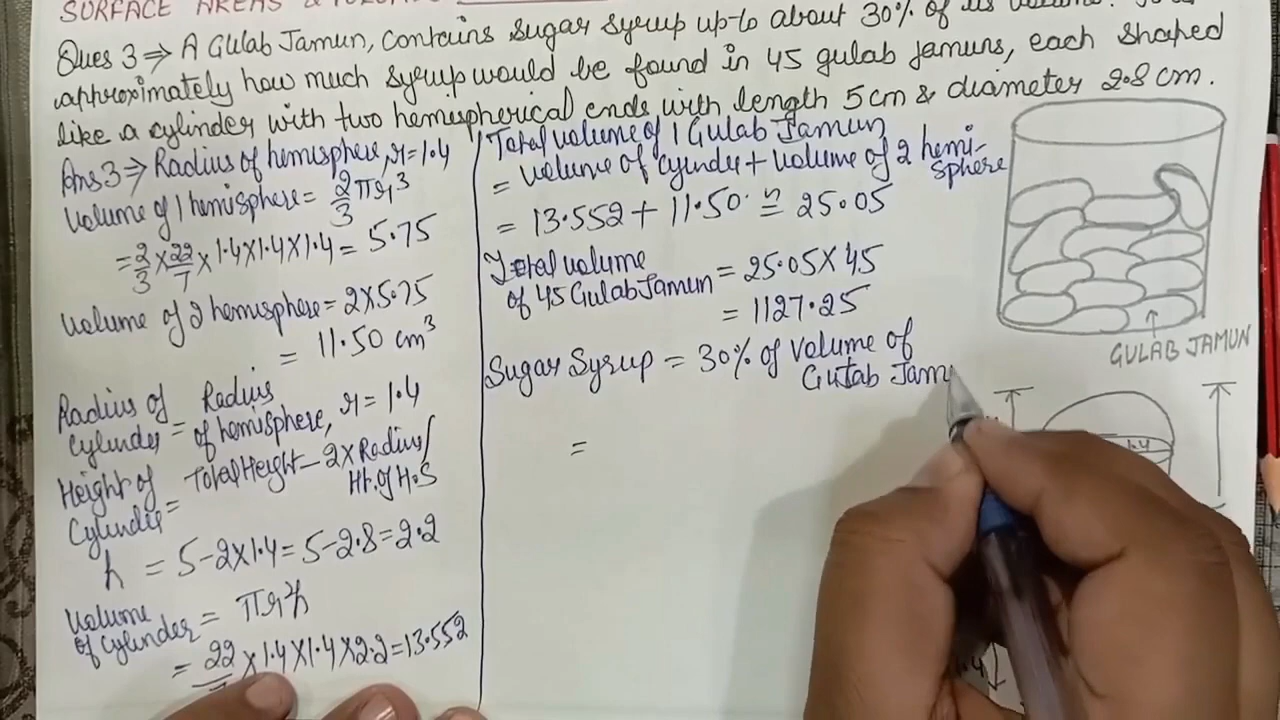 SURFACE AREAS &
Ques 3 ⇒ A Gulab Jamun, contains sugar syrup up-to about 30% of its volume.
approximately how much syrup would be found in 45 gulab jamuns, each shaped
like a cylinder with two hemispherical ends with length 5cm & diameter 2.8 cm.
Ans 3 ⇒ Radius of hemisphere, r = 1.4
Volume of 1 hemisphere = 2/3 πr³
= 2/3 × 22/7 × 1.4 × 1.4 × 1.4 = 5.75
Volume of 2 hemisphere = 2 × 5.75
= 11.50 cm³
Radius of Cylinder = Radius of hemisphere, r = 1.4
Height of Cylinder = Total Height – 2 × Radius/
Ht. of H.S
h = 5 – 2×1.4 = 5 – 2.8 = 2.2
Volume of cylinder = πr²h
= 22/7 × 1.4 × 1.4 × 2.2 = 13.552
Total volume of 1 Gulab Jamun
= volume of cylinder + volume of 2 hemi-
sphere
= 13.552 + 11.50 ≃ 25.05
Total volume of 45 Gulab Jamun = 25.05 × 45
= 1127.25
Sugar Syrup = 30% of volume of
Gulab Jam
=
GULAB JAMUN
1.4
1.4